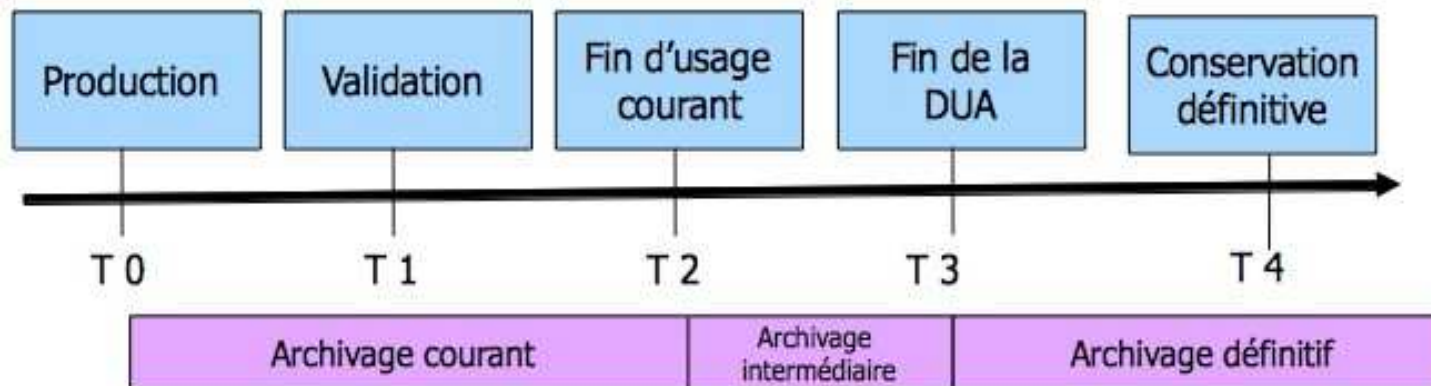 Production
Validation
Fin d'usage
courant
Fin de la
DUA
Conservation
définitive
T 0
T 1
T 2
T 3
T 4
Archivage courant
Archivage
intermédiaire
Archivage définitif